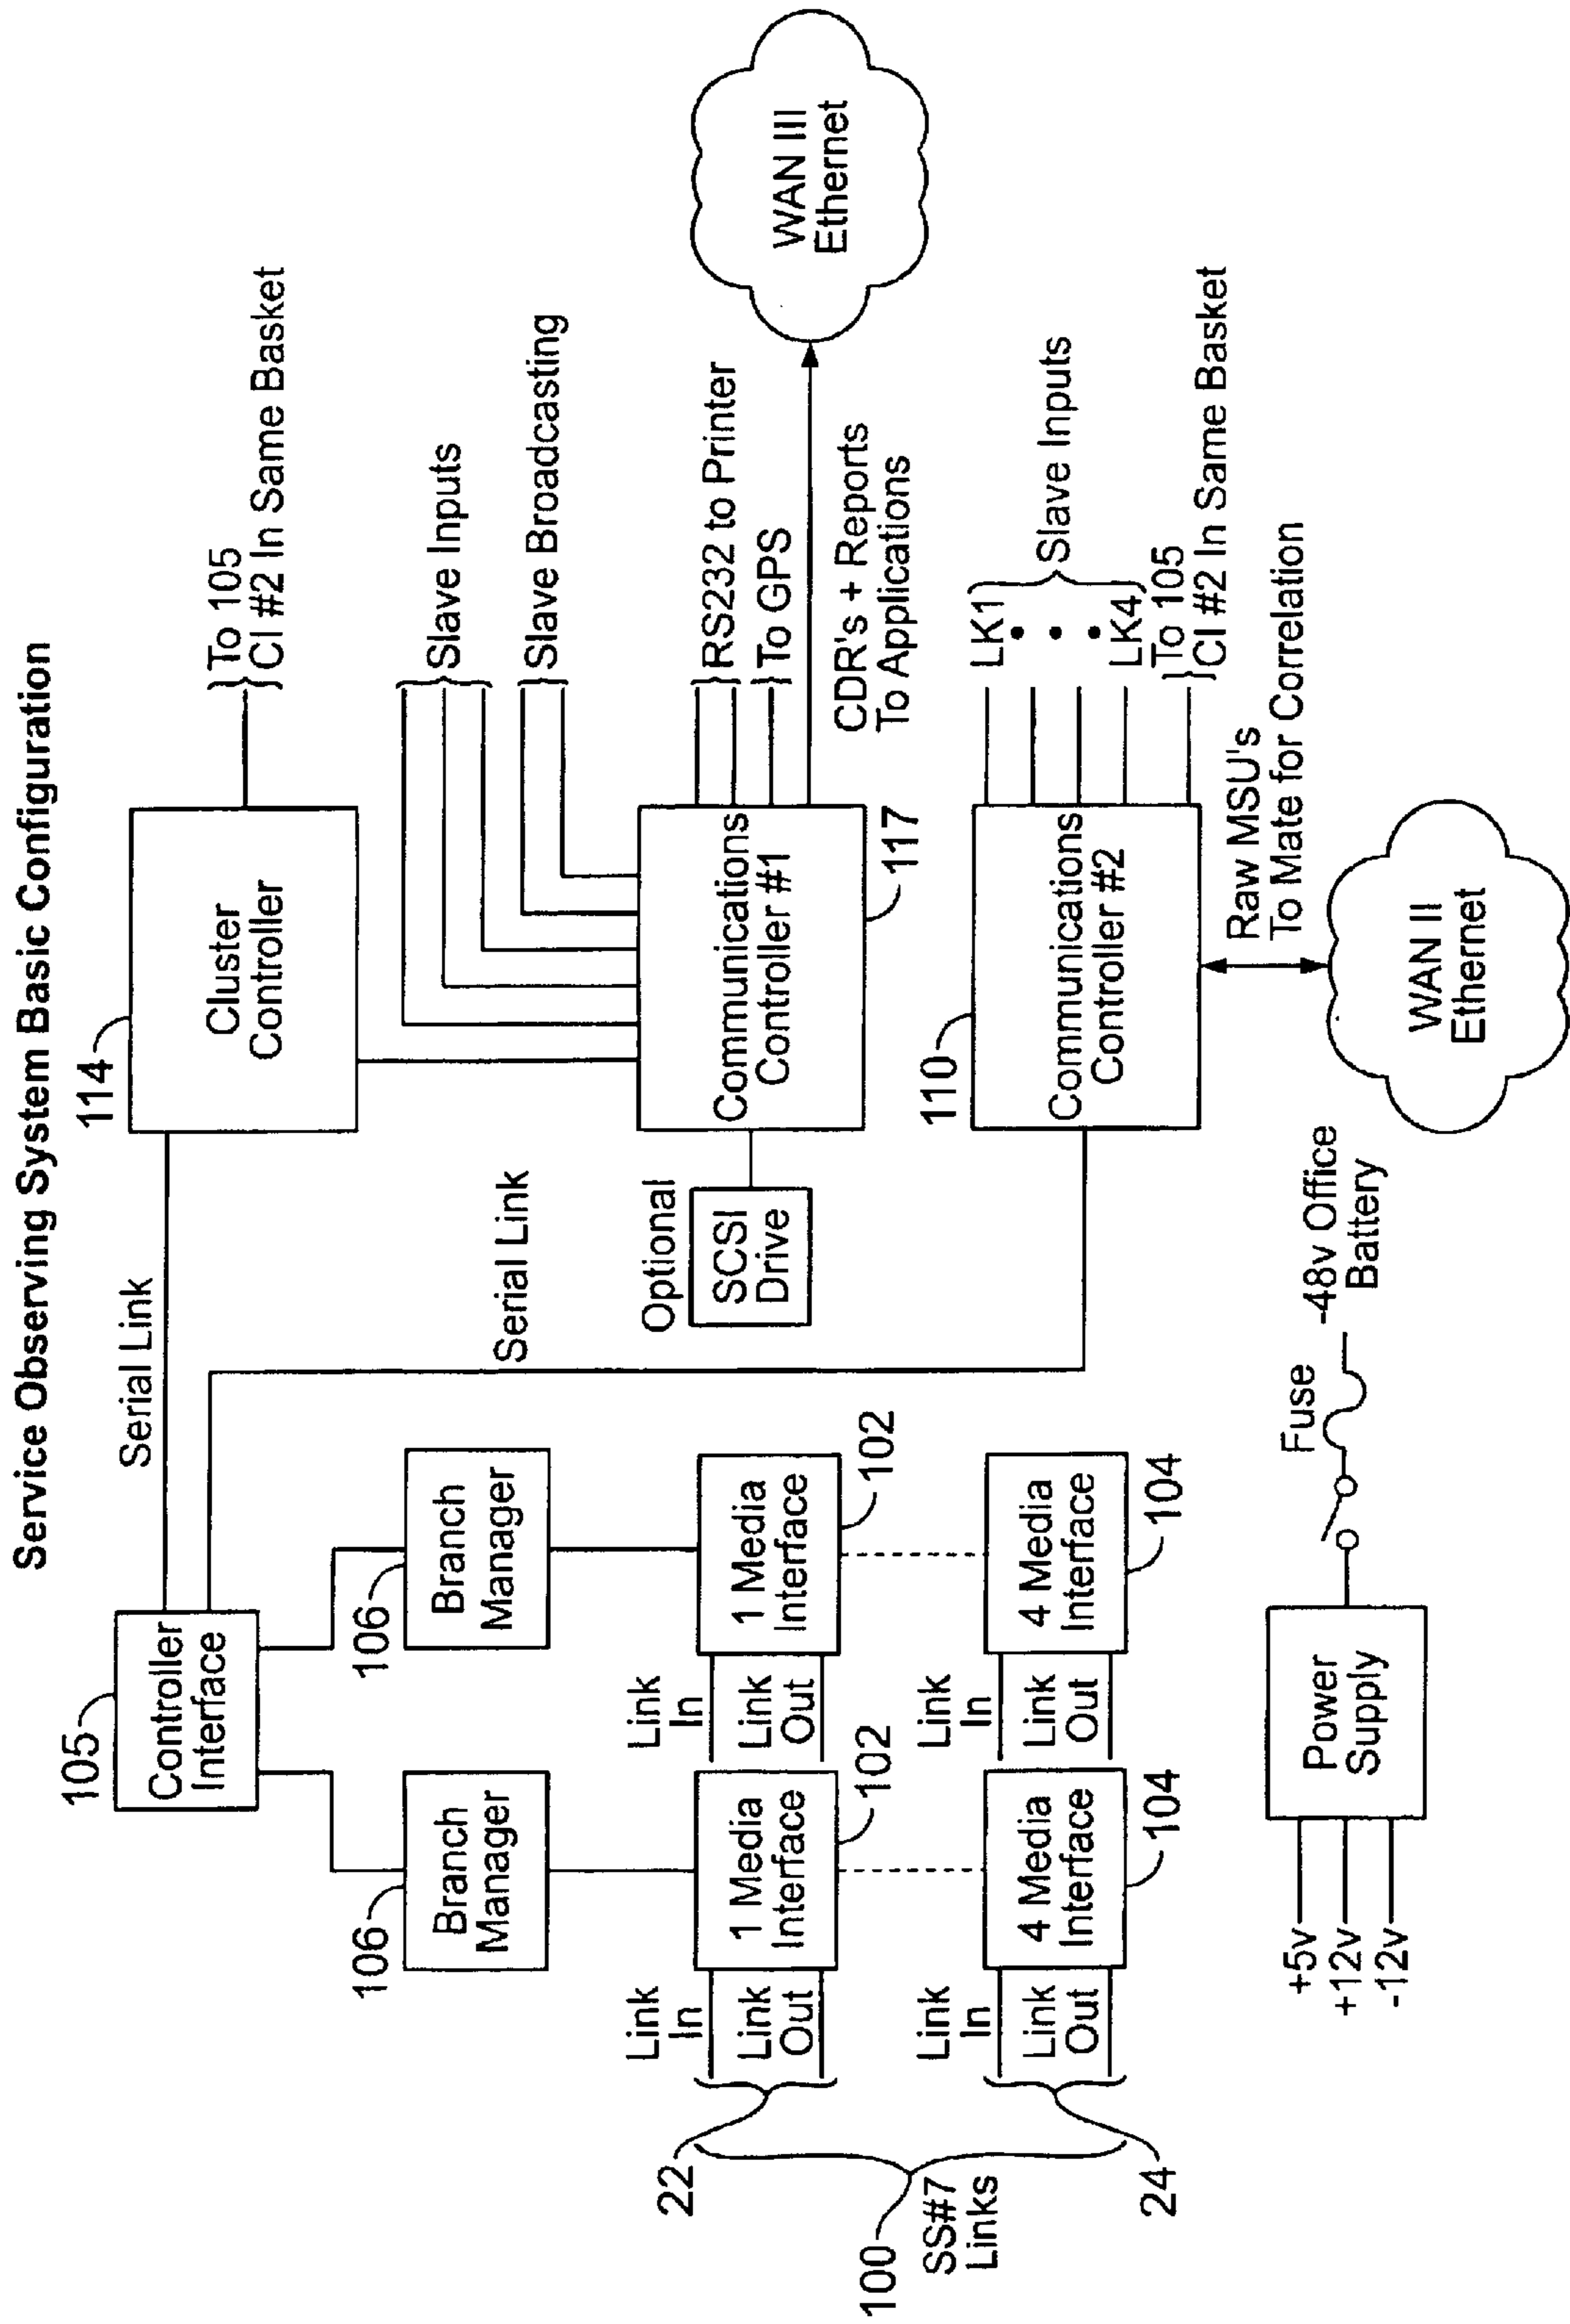 Service Observing System Basic Configuration
105
Controller
Interface
Serial Link
114
Cluster
Controller
To 105
CI #2 In Same Basket
106
Branch
Manager
106
Branch
Manager
Serial Link
Slave Inputs
Slave Broadcasting
Optional
SCSI
Drive
Communications
Controller #1
117
RS232 to Printer
To GPS
CDR's + Reports
To Applications
WAN III
Ethernet
Link
In
Link
Out
1 Media
Interface
102
Link
In
Link
Out
1 Media
Interface
102
22
100
SS#7
Links
24
Link
In
Link
Out
4 Media
Interface
104
Link
In
Link
Out
4 Media
Interface
104
110
Communications
Controller #2
LK1
LK4
Slave Inputs
To 105
CI #2 In Same Basket
Raw MSU's
To Mate for Correlation
WAN II
Ethernet
+5v
+12v
-12v
Power
Supply
Fuse
-48v Office
Battery